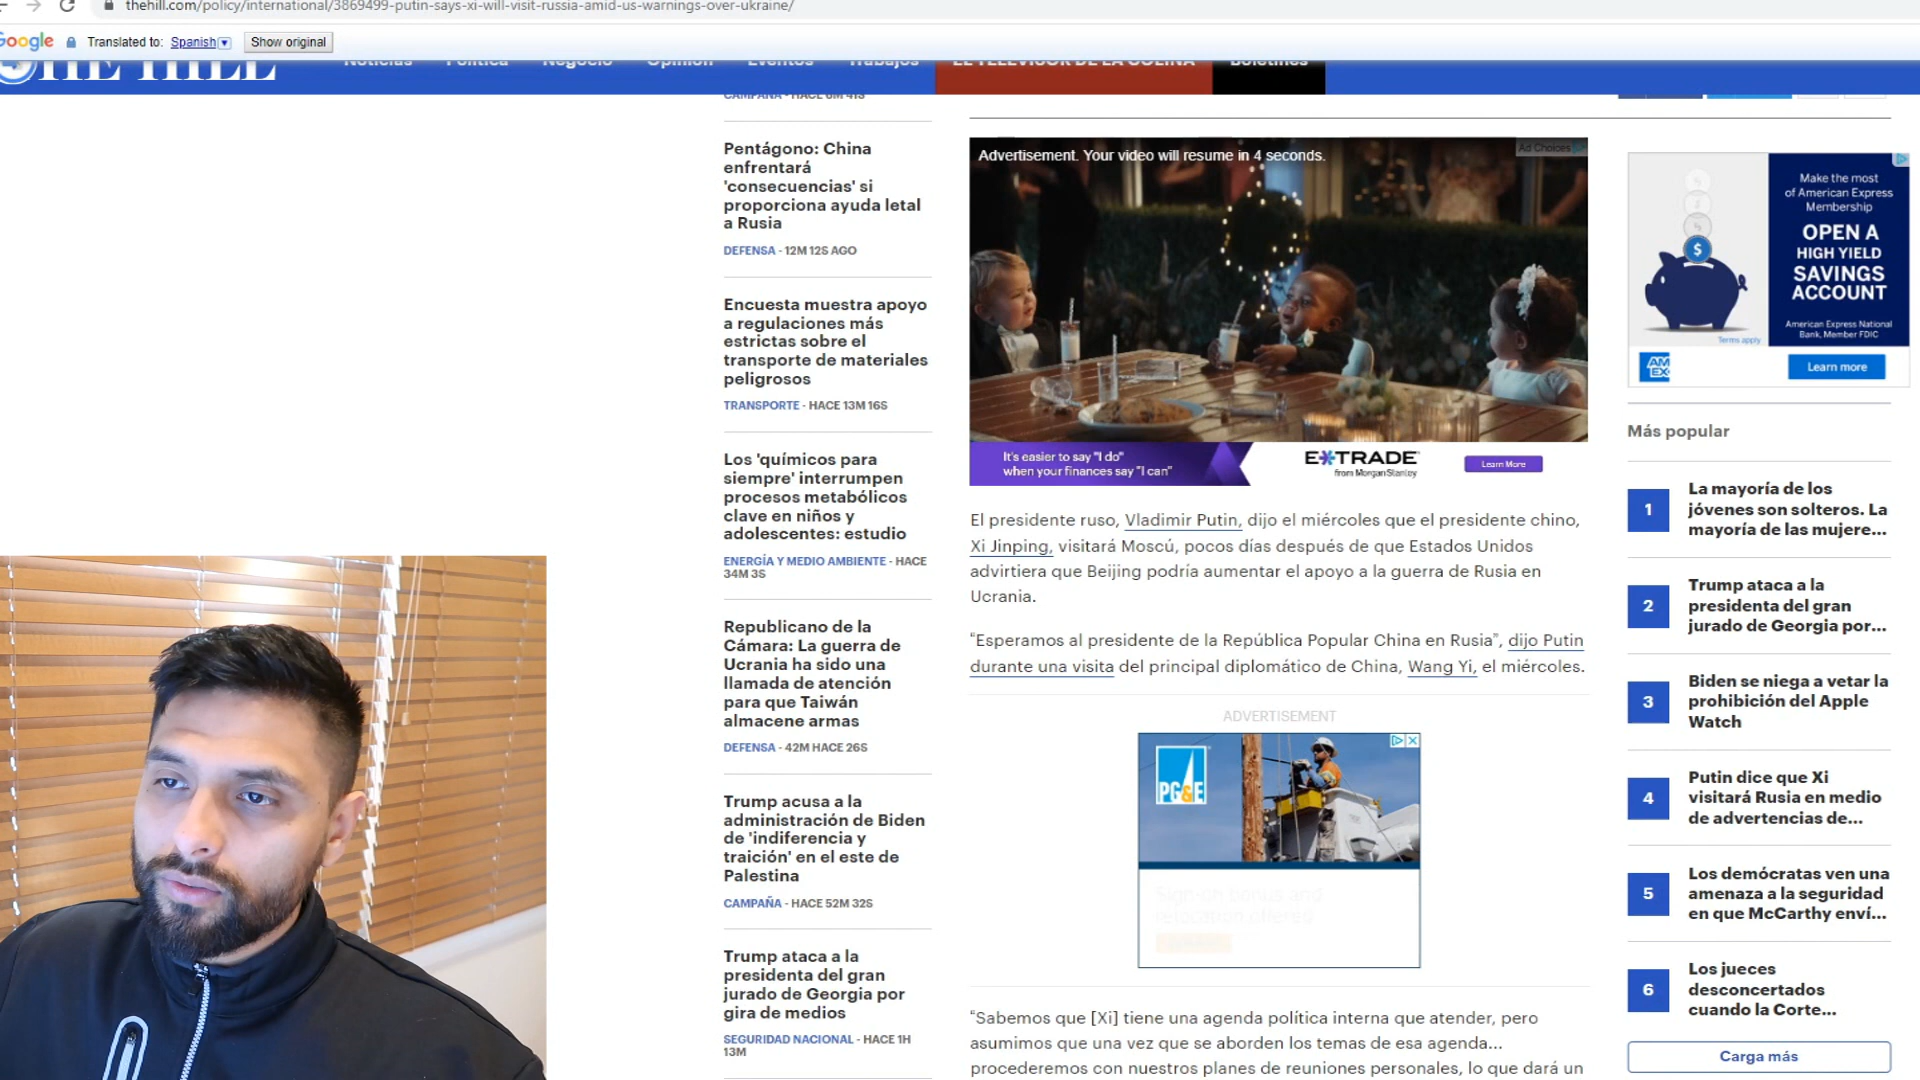 thehill.com/policy/international/3869499-putin-says-xi-will-visit-russia-amid-us-warnings-over-ukraine/
Google
Translated to: Spanish
Show original
THE HILL
Noticias
Política
Negocio
Opinión
Eventos
Trabajos
EL TELEVISOR DE LA COLINA
Boletines
CAMPAÑA - HACE 6M 41S
Pentágono: China
enfrentará
'consecuencias' si
proporciona ayuda letal
a Rusia
DEFENSA - 12M 12S AGO
Encuesta muestra apoyo
a regulaciones más
estrictas sobre el
transporte de materiales
peligrosos
TRANSPORTE - HACE 13M 16S
Los 'químicos para
siempre' interrumpen
procesos metabólicos
clave en niños y
adolescentes: estudio
ENERGÍA Y MEDIO AMBIENTE - HACE
34M 3S
Republicano de la
Cámara: La guerra de
Ucrania ha sido una
llamada de atención
para que Taiwán
almacene armas
DEFENSA - 42M HACE 26S
Trump acusa a la
administración de Biden
de 'indiferencia y
traición' en el este de
Palestina
CAMPAÑA - HACE 52M 32S
Trump ataca a la
presidenta del gran
jurado de Georgia por
gira de medios
SEGURIDAD NACIONAL - HACE 1H
13M
Advertisement. Your video will resume in 4 seconds.
Ad Choices
It's easier to say "I do"
when your finances say "I can"
E*TRADE
from Morgan Stanley
Learn More
El presidente ruso, Vladimir Putin, dijo el miércoles que el presidente chino,
Xi Jinping, visitará Moscú, pocos días después de que Estados Unidos
advirtiera que Beijing podría aumentar el apoyo a la guerra de Rusia en
Ucrania.
“Esperamos al presidente de la República Popular China en Rusia”, dijo Putin
durante una visita del principal diplomático de China, Wang Yi, el miércoles.
ADVERTISEMENT
PG&E
Sign-on bonus and
relocation offered
“Sabemos que [Xi] tiene una agenda política interna que atender, pero
asumimos que una vez que se aborden los temas de esa agenda...
procederemos con nuestros planes de reuniones personales, lo que dará un
Make the most
of American Express
Membership
OPEN A
HIGH YIELD
SAVINGS
ACCOUNT
American Express National
Bank, Member FDIC
Terms apply
AM
EX
Learn more
Más popular
1
La mayoría de los
jóvenes son solteros. La
mayoría de las mujere...
2
Trump ataca a la
presidenta del gran
jurado de Georgia por...
3
Biden se niega a vetar la
prohibición del Apple
Watch
4
Putin dice que Xi
visitará Rusia en medio
de advertencias de...
5
Los demócratas ven una
amenaza a la seguridad
en que McCarthy enví...
6
Los jueces
desconcertados
cuando la Corte...
Carga más